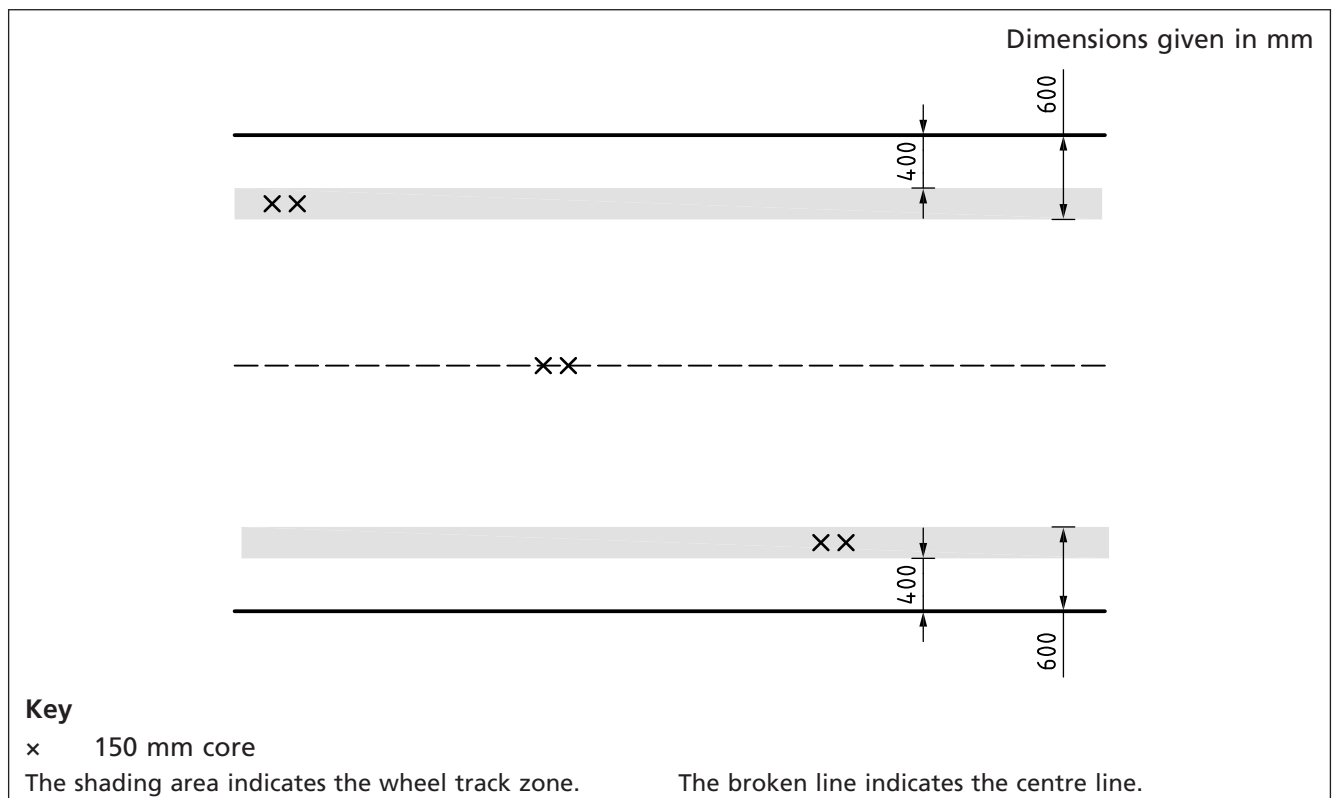 Dimensions given in mm
600
400
400
600
Key
× 150 mm core
The shading area indicates the wheel track zone. The broken line indicates the centre line.